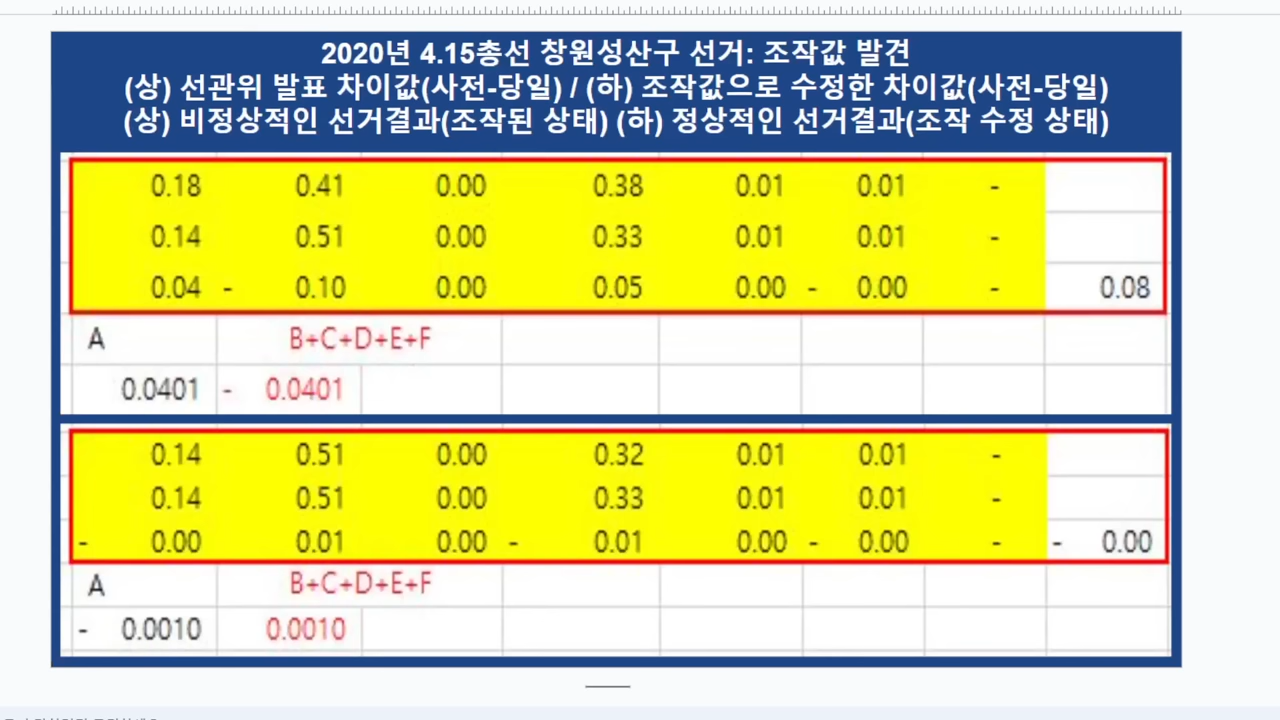 2020년 4.15총선 창원성산구 선거: 조작값 발견
(상) 선관위 발표 차이값(사전-당일) / (하) 조작값으로 수정한 차이값(사전-당일)
(상) 비정상적인 선거결과(조작된 상태) (하) 정상적인 선거결과(조작 수정 상태)
0.18 0.41 0.00 0.38 0.01 0.01 -
0.14 0.51 0.00 0.33 0.01 0.01 -
0.04 - 0.10 0.00 0.05 0.00 - 0.00 - 0.08
A B+C+D+E+F
0.0401 - 0.0401
0.14 0.51 0.00 0.32 0.01 0.01 -
0.14 0.51 0.00 0.33 0.01 0.01 -
- 0.00 0.01 0.00 - 0.01 0.00 - 0.00 - - 0.00
A B+C+D+E+F
- 0.0010 0.0010